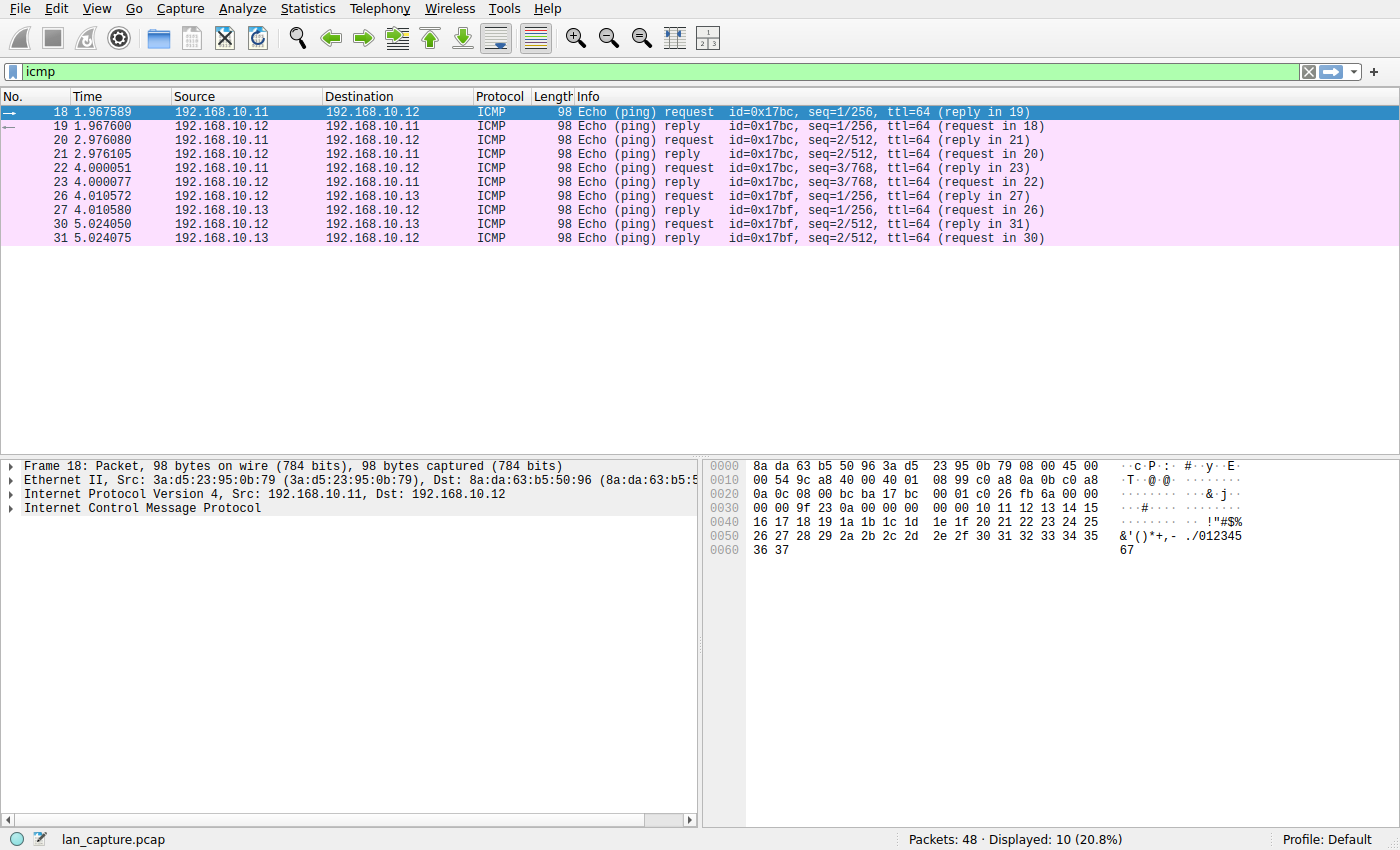 File Edit View Go Capture Analyze Statistics Telephony Wireless Tools Help
icmp
No. Time Source Destination Protocol Length Info
18 1.967589 192.168.10.11 192.168.10.12 ICMP 98 Echo (ping) request id=0x17bc, seq=1/256, ttl=64 (reply in 19)
19 1.967600 192.168.10.12 192.168.10.11 ICMP 98 Echo (ping) reply id=0x17bc, seq=1/256, ttl=64 (request in 18)
20 2.976080 192.168.10.11 192.168.10.12 ICMP 98 Echo (ping) request id=0x17bc, seq=2/512, ttl=64 (reply in 21)
21 2.976105 192.168.10.12 192.168.10.11 ICMP 98 Echo (ping) reply id=0x17bc, seq=2/512, ttl=64 (request in 20)
22 4.000051 192.168.10.11 192.168.10.12 ICMP 98 Echo (ping) request id=0x17bc, seq=3/768, ttl=64 (reply in 23)
23 4.000077 192.168.10.12 192.168.10.11 ICMP 98 Echo (ping) reply id=0x17bc, seq=3/768, ttl=64 (request in 22)
26 4.010572 192.168.10.12 192.168.10.13 ICMP 98 Echo (ping) request id=0x17bf, seq=1/256, ttl=64 (reply in 27)
27 4.010580 192.168.10.13 192.168.10.12 ICMP 98 Echo (ping) reply id=0x17bf, seq=1/256, ttl=64 (request in 26)
30 5.024050 192.168.10.12 192.168.10.13 ICMP 98 Echo (ping) request id=0x17bf, seq=2/512, ttl=64 (reply in 31)
31 5.024075 192.168.10.13 192.168.10.12 ICMP 98 Echo (ping) reply id=0x17bf, seq=2/512, ttl=64 (request in 30)
Frame 18: Packet, 98 bytes on wire (784 bits), 98 bytes captured (784 bits)
Ethernet II, Src: 3a:d5:23:95:0b:79 (3a:d5:23:95:0b:79), Dst: 8a:da:63:b5:50:96 (8a:da:63:b5:5
Internet Protocol Version 4, Src: 192.168.10.11, Dst: 192.168.10.12
Internet Control Message Protocol
0000 8a da 63 b5 50 96 3a d5 23 95 0b 79 08 00 45 00 ··c·P·:· #··y··E·
0010 00 54 9c a8 40 00 40 01 08 99 c0 a8 0a 0b c0 a8 ·T··@·@· ········
0020 0a 0c 08 00 bc ba 17 bc 00 01 c0 26 fb 6a 00 00 ········ ···&·j··
0030 00 00 9f 23 0a 00 00 00 00 00 10 11 12 13 14 15 ···#···· ········
0040 16 17 18 19 1a 1b 1c 1d 1e 1f 20 21 22 23 24 25 ········ ·· !"#$%
0050 26 27 28 29 2a 2b 2c 2d 2e 2f 30 31 32 33 34 35 &'()*+,- ./012345
0060 36 37 67
lan_capture.pcap Packets: 48 · Displayed: 10 (20.8%) Profile: Default